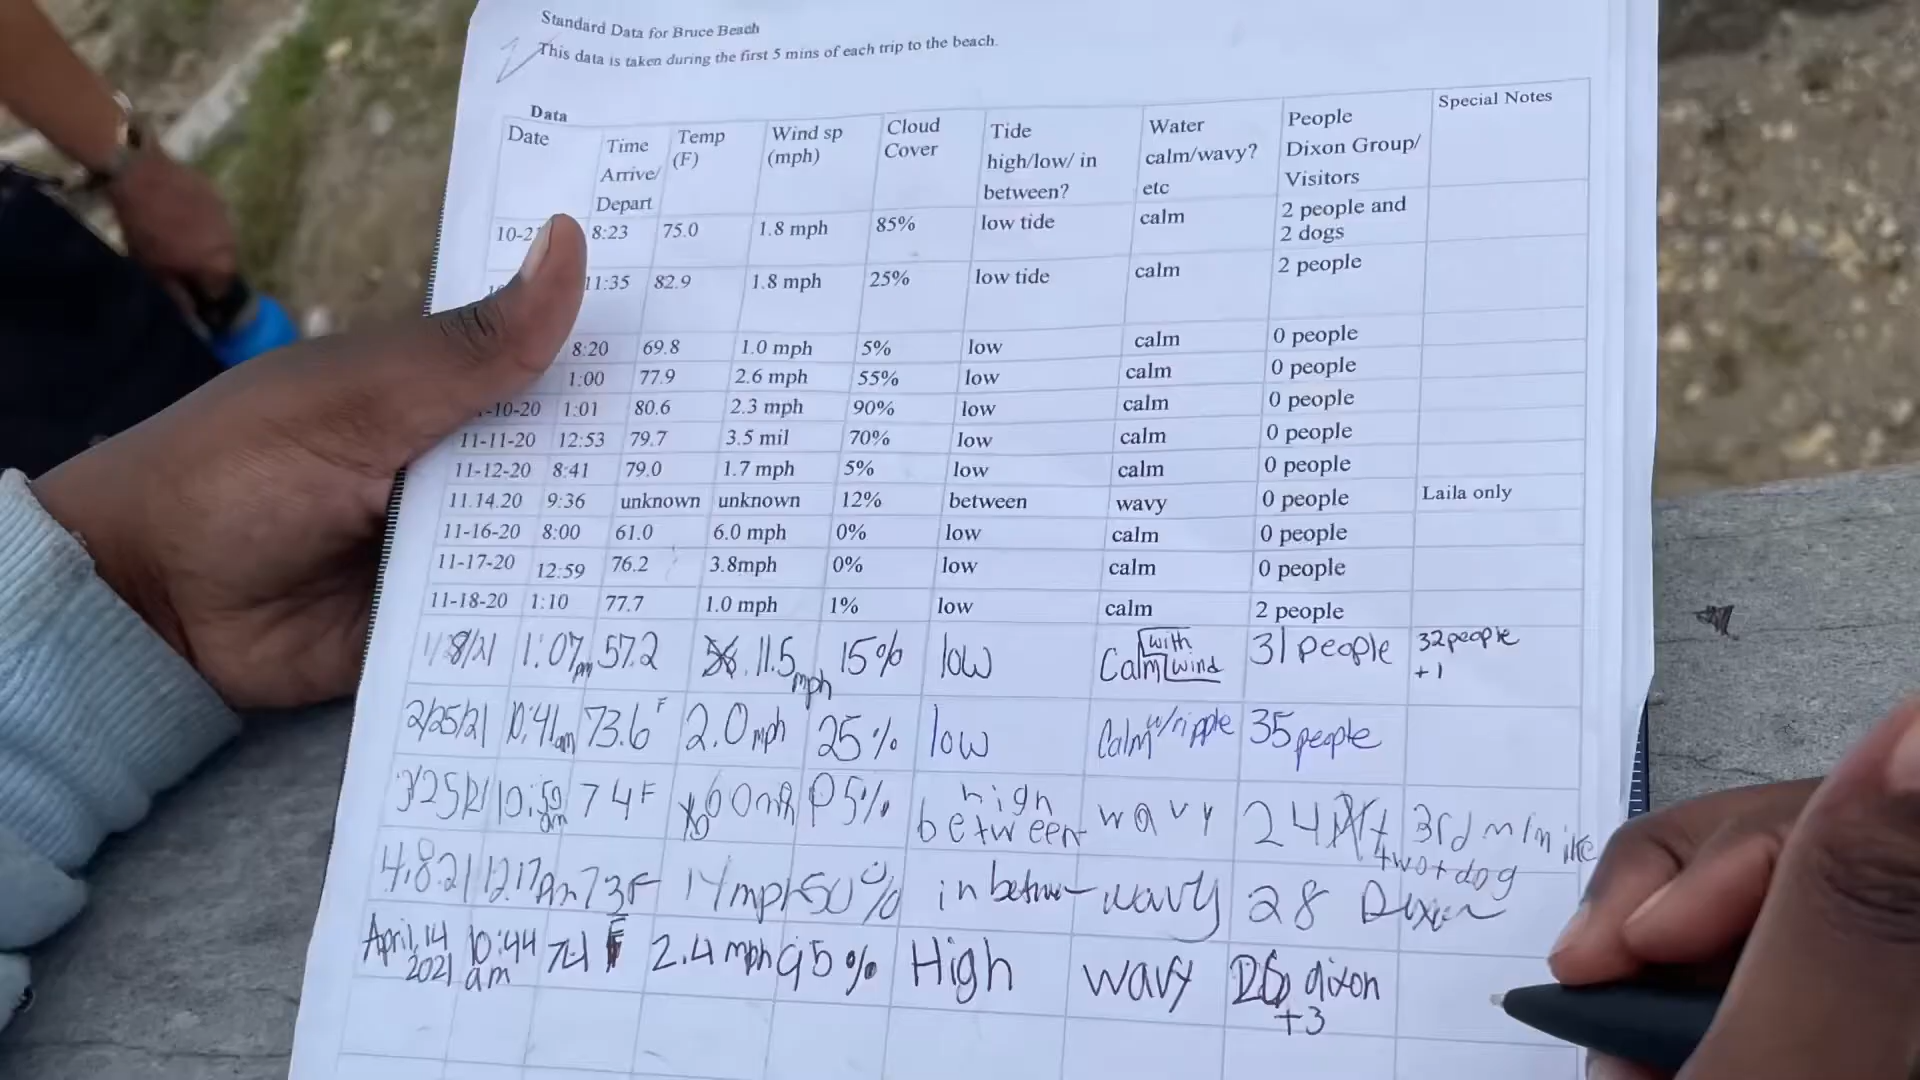 Standard Data for Bruce Beach
This data is taken during the first 5 mins of each trip to the beach.
Data
Date Time Arrive/ Depart Temp (F) Wind sp (mph) Cloud Cover Tide high/low/ in between? Water calm/wavy? etc People Dixon Group/ Visitors Special Notes
10-2 8:23 75.0 1.8 mph 85% low tide calm 2 people and 2 dogs
11:35 82.9 1.8 mph 25% low tide calm 2 people
8:20 69.8 1.0 mph 5% low calm 0 people
1:00 77.9 2.6 mph 55% low calm 0 people
-10-20 1:01 80.6 2.3 mph 90% low calm 0 people
11-11-20 12:53 79.7 3.5 mil 70% low calm 0 people
11-12-20 8:41 79.0 1.7 mph 5% low calm 0 people
11.14.20 9:36 unknown unknown 12% between wavy 0 people Laila only
11-16-20 8:00 61.0 6.0 mph 0% low calm 0 people
11-17-20 12:59 76.2 3.8mph 0% low calm 0 people
11-18-20 1:10 77.7 1.0 mph 1% low calm 2 people
1:07 pm 57.2 11.5 mph 15% low Calm with wind 31 people 32 people +1
2/25/21 10:41 am 73.6 F 2.0 mph 25% low Calm w/ripple 35 people
3/25/21 am 74 F high between wavy 24 3rd
4.8.21 12:17 73 F 14 mph 50% in between wavy 28 Dixon two + dog
April, 14 2021 10:44 am 2.4 mph 95% High wavy dixon +3